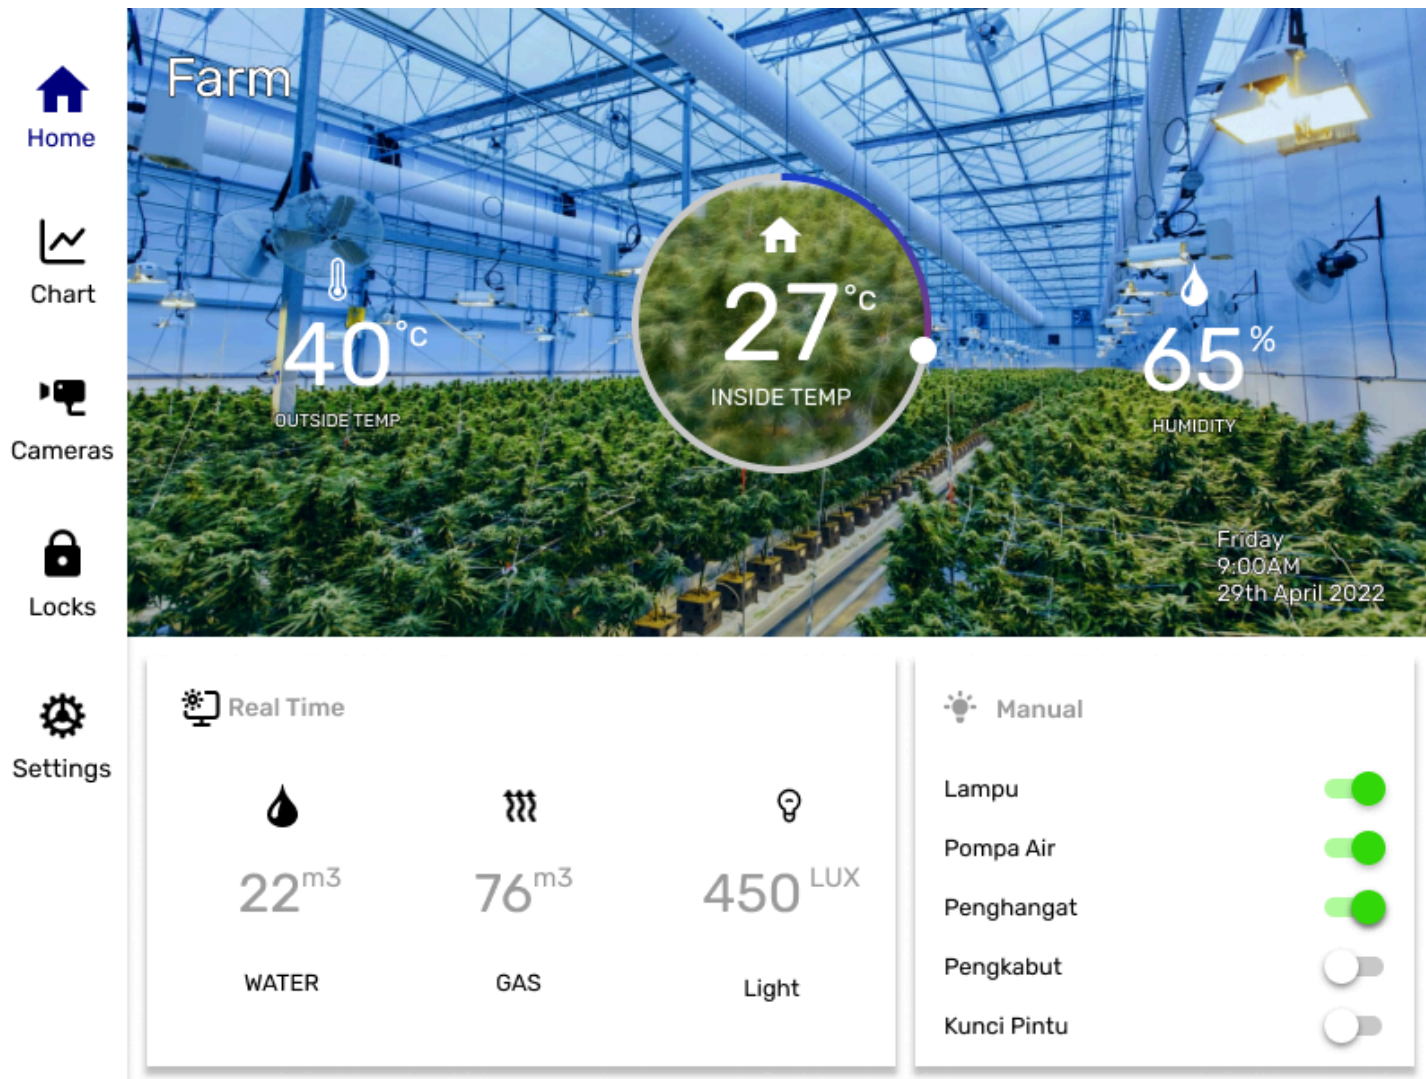 Farm
Home
Chart
Cameras
Locks
Settings
40°c
OUTSIDE TEMP
27°c
INSIDE TEMP
65%
HUMIDITY
Friday
9:00AM
29th April 2022
Real Time
22m3
WATER
76m3
GAS
450 LUX
Light
Manual
Lampu
Pompa Air
Penghangat
Pengkabut
Kunci Pintu